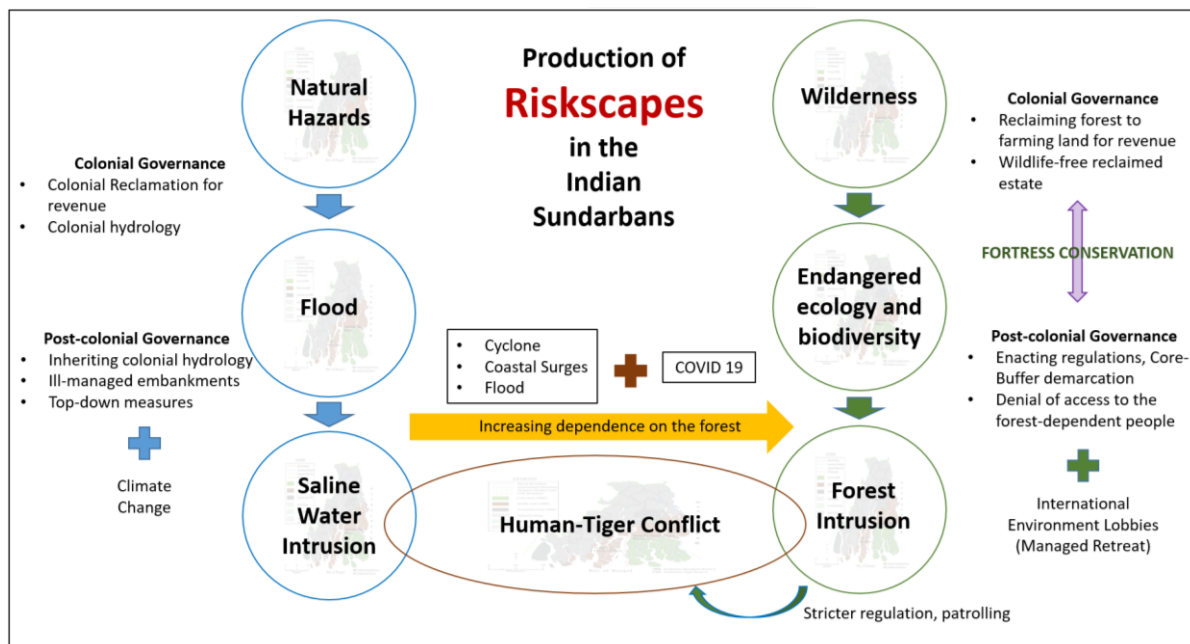 Production of
Riskscapes
in the
Indian
Sundarbans
Natural
Hazards
Colonial Governance
• Colonial Reclamation for
revenue
• Colonial hydrology
Flood
Post-colonial Governance
• Inheriting colonial hydrology
• Ill-managed embankments
• Top-down measures
Climate
Change
Saline
Water
Intrusion
• Cyclone
• Coastal Surges
• Flood
COVID 19
Increasing dependence on the forest
Human-Tiger Conflict
Wilderness
Endangered
ecology and
biodiversity
Forest
Intrusion
Stricter regulation, patrolling
Colonial Governance
• Reclaiming forest to
farming land for revenue
• Wildlife-free reclaimed
estate
FORTRESS CONSERVATION
Post-colonial Governance
• Enacting regulations, Core-
Buffer demarcation
• Denial of access to the
forest-dependent people
International
Environment Lobbies
(Managed Retreat)